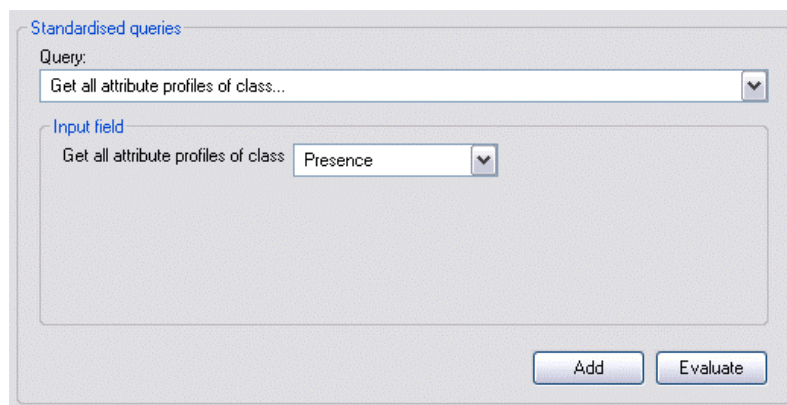 Standardised queries
Query:
Get all attribute profiles of class...
Input field
Get all attribute profiles of class Presence
Add Evaluate